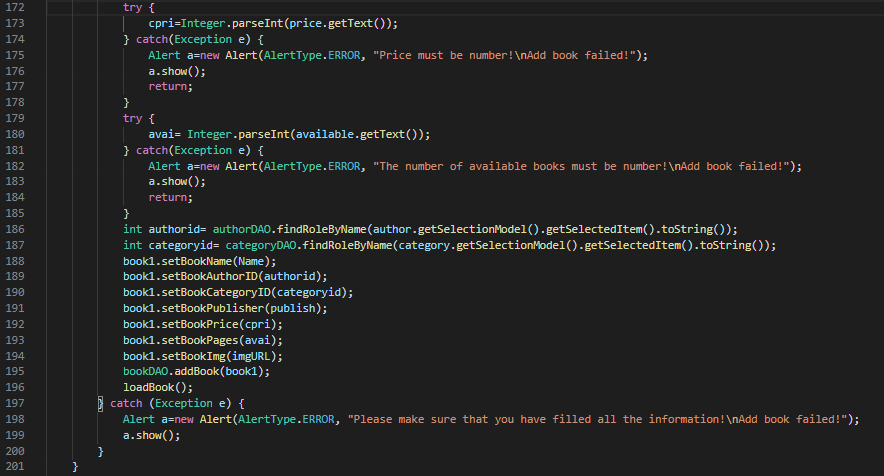 172 try {
173 cpri=Integer.parseInt(price.getText());
174 } catch(Exception e) {
175 Alert a=new Alert(AlertType.ERROR, "Price must be number!\nAdd book failed!");
176 a.show();
177 return;
178 }
179 try {
180 avai= Integer.parseInt(available.getText());
181 } catch(Exception e) {
182 Alert a=new Alert(AlertType.ERROR, "The number of available books must be number!\nAdd book failed!");
183 a.show();
184 return;
185 }
186 int authorid= authorDAO.findRoleByName(author.getSelectionModel().getSelectedItem().toString());
187 int categoryid= categoryDAO.findRoleByName(category.getSelectionModel().getSelectedItem().toString());
188 book1.setBookName(Name);
189 book1.setBookAuthorID(authorid);
190 book1.setBookCategoryID(categoryid);
191 book1.setBookPublisher(publish);
192 book1.setBookPrice(cpri);
193 book1.setBookPages(avai);
194 book1.setBookImg(imgURL);
195 bookDAO.addBook(book1);
196 loadBook();
197 } catch (Exception e) {
198 Alert a=new Alert(AlertType.ERROR, "Please make sure that you have filled all the information!\nAdd book failed!");
199 a.show();
200 }
201 }